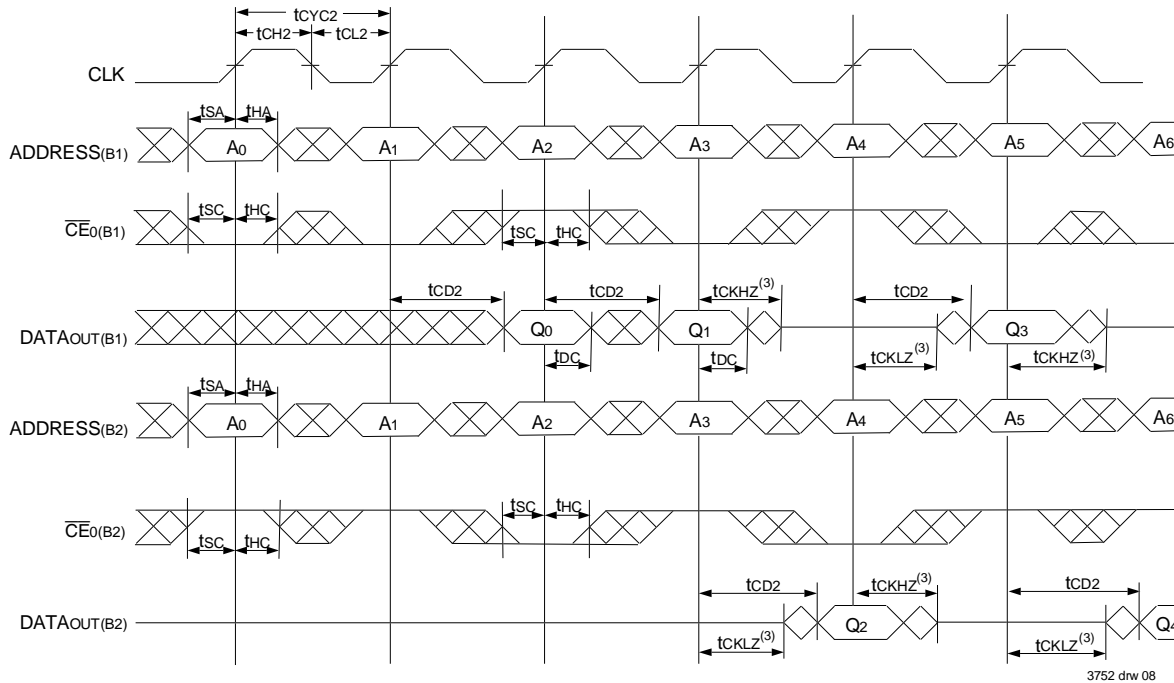 tCYC2
tCH2 tCL2
CLK
tSA tHA
ADDRESS(B1) A0 A1 A2 A3 A4 A5 A6
tSC tHC
CE0(B1)
tSC tHC
tCD2 tCD2 tCKHZ(3) tCD2
DATAOUT(B1) Q0 Q1 Q3
tDC tDC tCKLZ(3) tCKHZ(3)
tSA tHA
ADDRESS(B2) A0 A1 A2 A3 A4 A5 A6
tSC tHC
CE0(B2)
tSC tHC
tCD2 tCKHZ(3) tCD2
DATAOUT(B2) Q2 Q4
tCKLZ(3) tCKLZ(3)
3752 drw 08